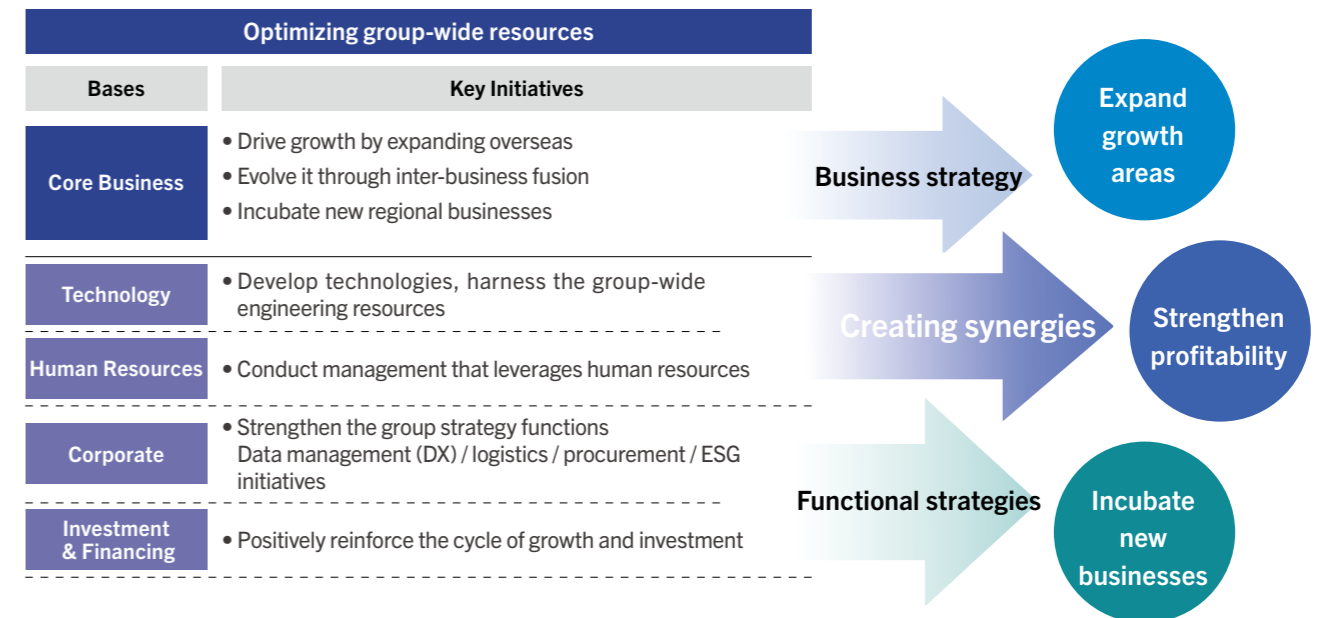 Optimizing group-wide resources
Bases
Key Initiatives
Core Business
• Drive growth by expanding overseas
• Evolve it through inter-business fusion
• Incubate new regional businesses
Technology
• Develop technologies, harness the group-wide
engineering resources
Human Resources
• Conduct management that leverages human resources
Corporate
• Strengthen the group strategy functions
Data management (DX) / logistics / procurement / ESG
initiatives
Investment
& Financing
• Positively reinforce the cycle of growth and investment
Business strategy
Creating synergies
Functional strategies
Expand
growth
areas
Strengthen
profitability
Incubate
new
businesses